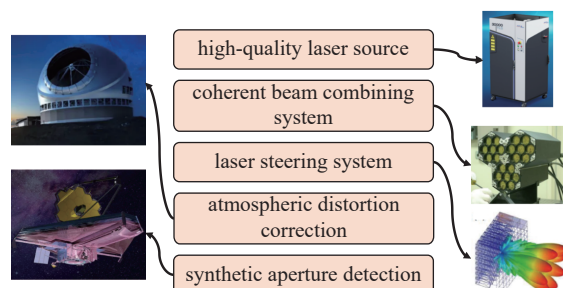 high-quality laser source
coherent beam combining
system
laser steering system
atmospheric distortion
correction
synthetic aperture detection